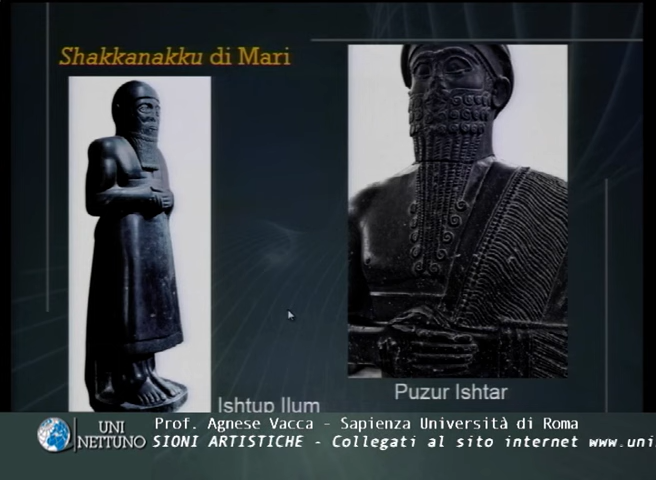 Shakkanakku di Mari
Ishtup Ilum
Puzur Ishtar
UNI
NETTUNO
Prof. Agnese Vacca - Sapienza Università di Roma
SIONI ARTISTICHE - Collegati al sito internet www.uni